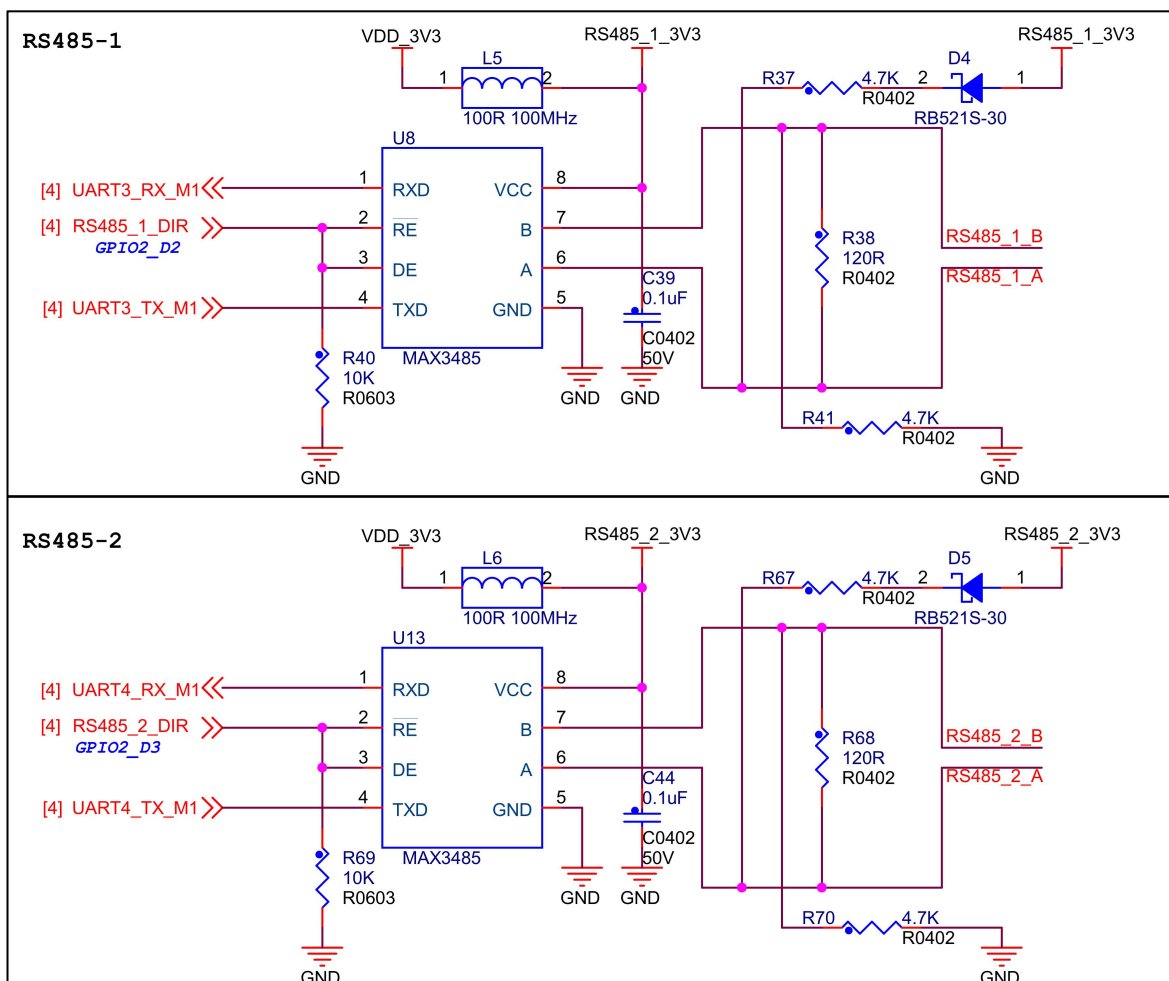 RS485-1
VDD_3V3
RS485_1_3V3
RS485_1_3V3
L5
1
2
100R 100MHz
R37
4.7K
R0402
2
D4
1
RB521S-30
U8
[4] UART3_RX_M1
1
RXD
VCC
8
[4] RS485_1_DIR
2
RE
B
7
GPIO2_D2
3
DE
A
6
[4] UART3_TX_M1
4
TXD
GND
5
MAX3485
R38
120R
R0402
RS485_1_B
RS485_1_A
C39
0.1uF
C0402
50V
R40
10K
R0603
GND
GND
GND
R41
4.7K
R0402
GND
RS485-2
VDD_3V3
RS485_2_3V3
RS485_2_3V3
L6
1
2
100R 100MHz
R67
4.7K
R0402
2
D5
1
RB521S-30
U13
[4] UART4_RX_M1
1
RXD
VCC
8
[4] RS485_2_DIR
2
RE
B
7
GPIO2_D3
3
DE
A
6
[4] UART4_TX_M1
4
TXD
GND
5
MAX3485
R68
120R
R0402
RS485_2_B
RS485_2_A
C44
0.1uF
C0402
50V
R69
10K
R0603
GND
GND
GND
R70
4.7K
R0402
GND